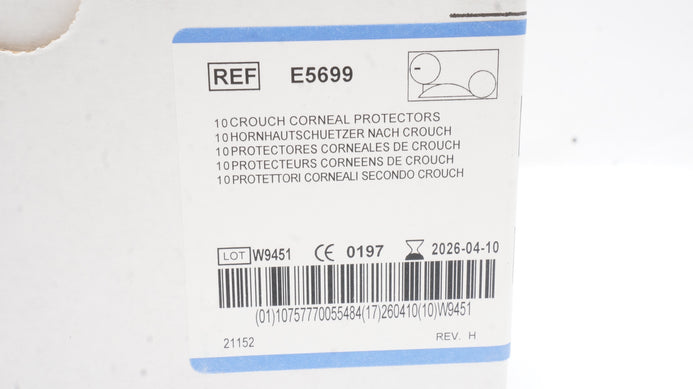 REF E5699
10 CROUCH CORNEAL PROTECTORS
10 HORNHAUTSCHUETZER NACH CROUCH
10 PROTECTORES CORNEALES DE CROUCH
10 PROTECTEURS CORNEENS DE CROUCH
10 PROTETTORI CORNEALI SECONDO CROUCH
LOT W9451 CE 0197 2026-04-10
(01)10757770055484(17)260410(10)W9451
21152 REV. H